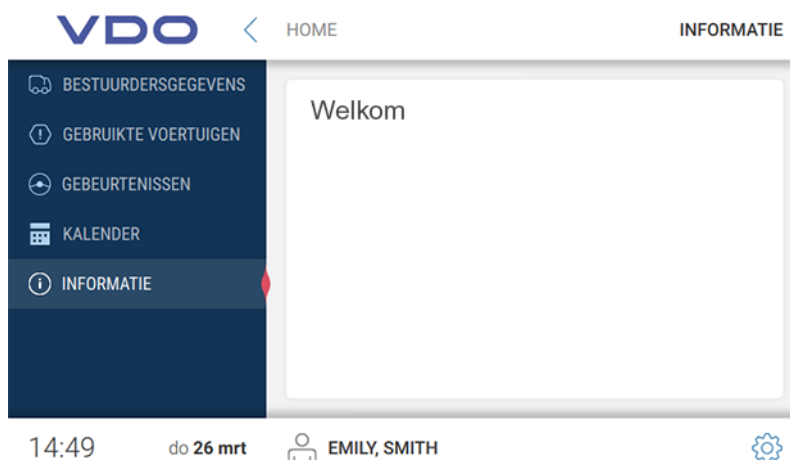 VDO
HOME
INFORMATIE
BESTUURDERSGEGEVENS
GEBRUIKTE VOERTUIGEN
GEBEURTENISSEN
KALENDER
INFORMATIE
Welkom
14:49
do 26 mrt
EMILY, SMITH